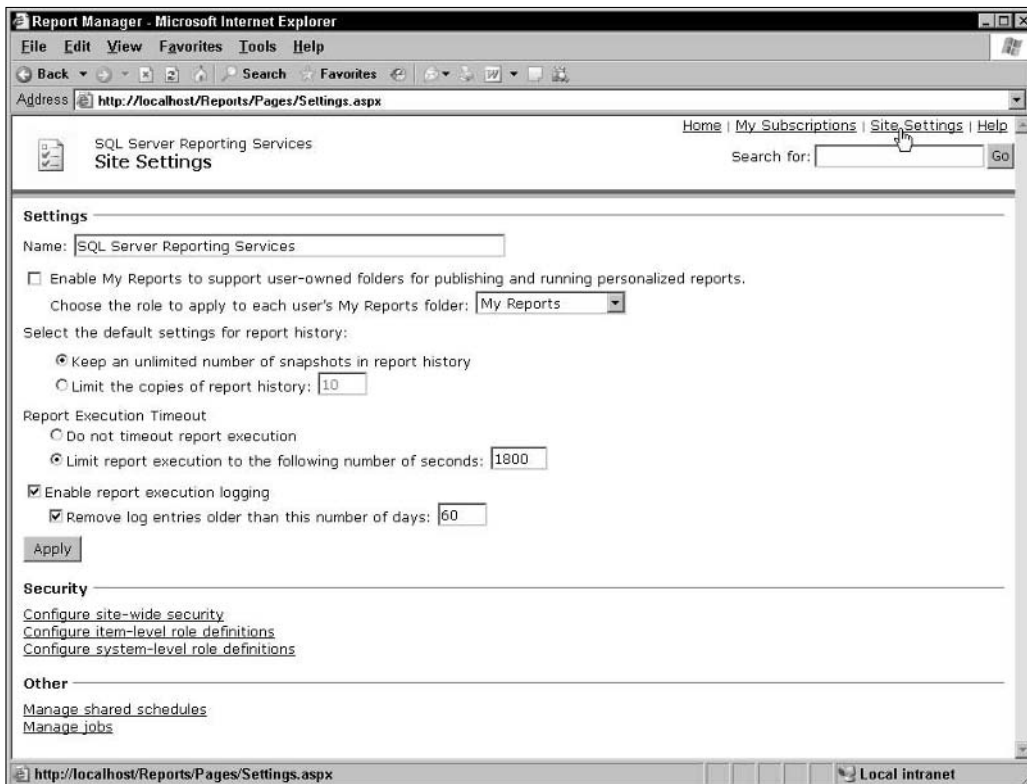 Report Manager - Microsoft Internet Explorer
File Edit View Favorites Tools Help
Back Search Favorites
Address http://localhost/Reports/Pages/Settings.aspx
Home | My Subscriptions | Site Settings | Help
SQL Server Reporting Services
Site Settings
Search for: Go
Settings
Name: SQL Server Reporting Services
Enable My Reports to support user-owned folders for publishing and running personalized reports.
Choose the role to apply to each user's My Reports folder: My Reports
Select the default settings for report history:
Keep an unlimited number of snapshots in report history
Limit the copies of report history: 10
Report Execution Timeout
Do not timeout report execution
Limit report execution to the following number of seconds: 1800
Enable report execution logging
Remove log entries older than this number of days: 60
Apply
Security
Configure site-wide security
Configure item-level role definitions
Configure system-level role definitions
Other
Manage shared schedules
Manage jobs
http://localhost/Reports/Pages/Settings.aspx Local intranet